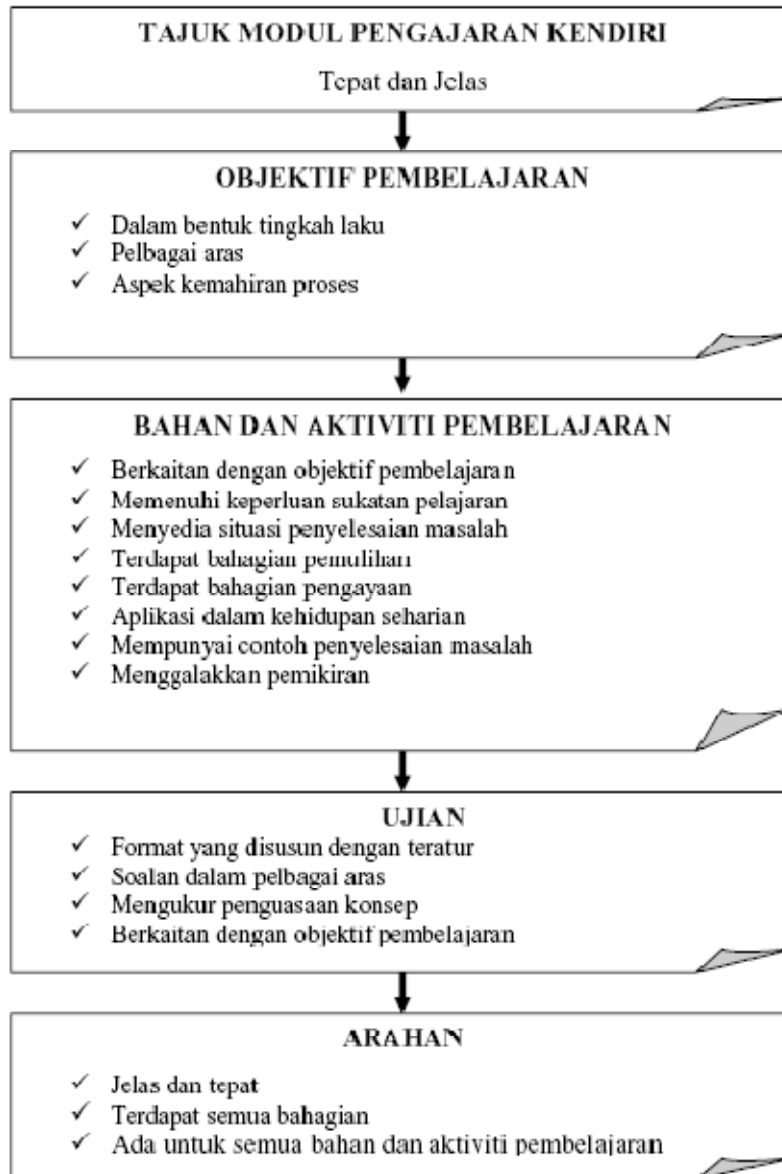 TAJUK MODUL PENGAJARAN KENDIRI
Tepat dan Jelas
OBJEKTIF PEMBELAJARAN
✓ Dalam bentuk tingkah laku
✓ Pelbagai aras
✓ Aspek kemahiran proses
BAHAN DAN AKTIVITI PEMBELAJARAN
✓ Berkaitan dengan objektif pembelajaran
✓ Memenuhi keperluan sukatan pelajaran
✓ Menyedia situasi penyelesaian masalah
✓ Terdapat bahagian pemulihan
✓ Terdapat bahagian pengayaan
✓ Aplikasi dalam kehidupan seharian
✓ Mempunyai contoh penyelesaian masalah
✓ Menggalakkan pemikiran
UJIAN
✓ Format yang disusun dengan teratur
✓ Soalan dalam pelbagai aras
✓ Mengukur penguasaan konsep
✓ Berkaitan dengan objektif pembelajaran
ARAHAN
✓ Jelas dan tepat
✓ Terdapat semua bahagian
✓ Ada untuk semua bahan dan aktiviti pembelajaran